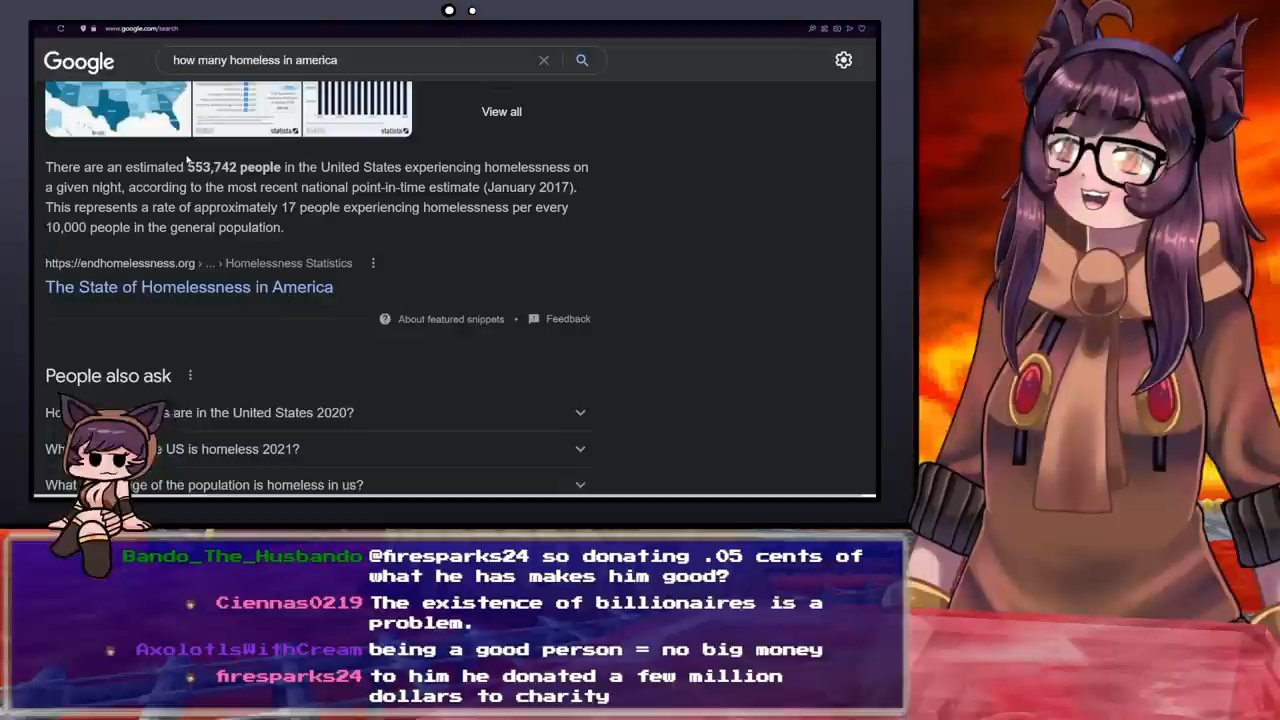 www.google.com/search
Google
how many homeless in america
statista
statista
View all
There are an estimated 553,742 people in the United States experiencing homelessness on
a given night, according to the most recent national point-in-time estimate (January 2017).
This represents a rate of approximately 17 people experiencing homelessness per every
10,000 people in the general population.
https://endhomelessness.org › ... › Homelessness Statistics
The State of Homelessness in America
About featured snippets • Feedback
People also ask
are in the United States 2020?
US is homeless 2021?
What ge of the population is homeless in us?
Bando_The_Husbando @firesparks24 so donating .05 cents of
what he has makes him good?
Ciennas0219 The existence of billionaires is a
problem.
AxolotlsWithCream being a good person = no big money
firesparks24 to him he donated a few million
dollars to charity